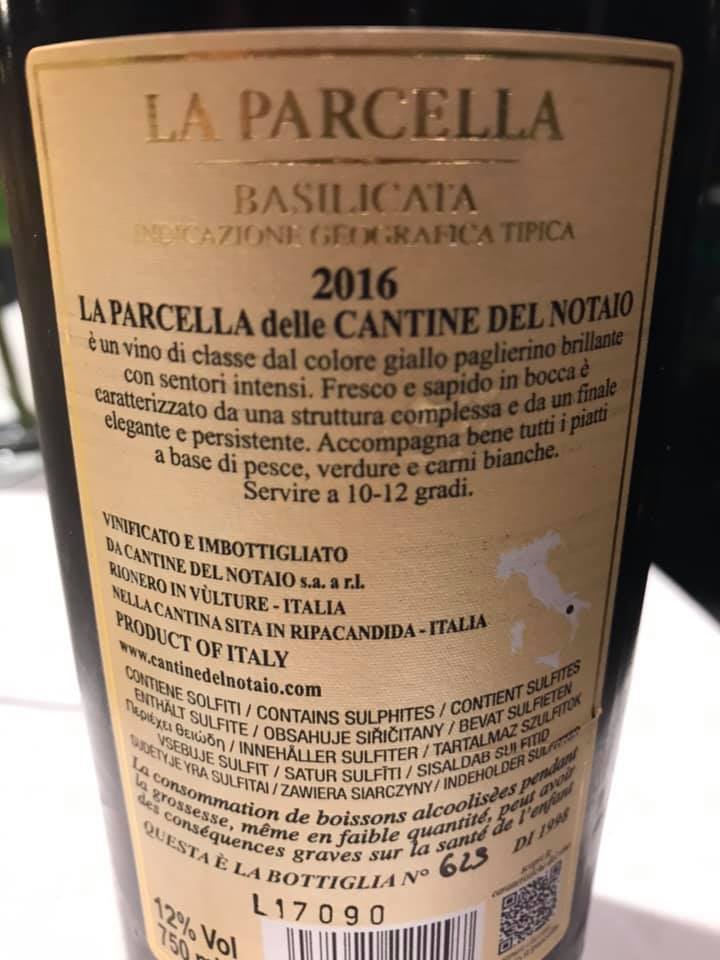 LA PARCELLA
BASILICATA
INDICAZIONE GEOGRAFICA TIPICA
2016
LA PARCELLA delle CANTINE DEL NOTAIO
è un vino di classe dal colore giallo paglierino brillante
con sentori intensi. Fresco e sapido in bocca è
caratterizzato da una struttura complessa e da un finale
elegante e persistente. Accompagna bene tutti i piatti
a base di pesce, verdure e carni bianche.
Servire a 10-12 gradi.
VINIFICATO E IMBOTTIGLIATO
DA CANTINE DEL NOTAIO s.a. a r.l.
RIONERO IN VÙLTURE - ITALIA
NELLA CANTINA SITA IN RIPACANDIDA - ITALIA
PRODUCT OF ITALY
www.cantinedelnotaio.com
CONTIENE SOLFITI / CONTAINS SULPHITES / CONTIENT SULFITES
ENTHÄLT SULFITE / OBSAHUJE SIŘIČITANY / BEVAT SULFIETEN
Περιέχει θειώδη / INNEHÅLLER SULFITER / TARTALMAZ SZULFITOK
VSEBUJE SULFIT / SATUR SULFĪTI / SISALDAB SULFITID
SUDETYJE YRA SULFITAI / ZAWIERA SIARCZYNY / INDEHOLDER SULFITTER
La consommation de boissons alcoolisèes pendant
la grossesse, même en faible quantité, peut avoir
des conséquences graves sur la santé de l'enfant
QUESTA È LA BOTTIGLIA N° 623 DI 1998
L17090
12% Vol
750